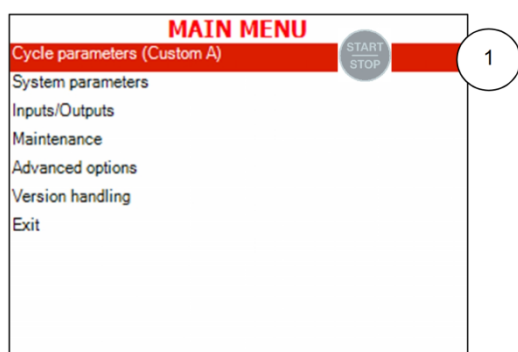 MAIN MENU
Cycle parameters (Custom A)
START
STOP
1
System parameters
Inputs/Outputs
Maintenance
Advanced options
Version handling
Exit